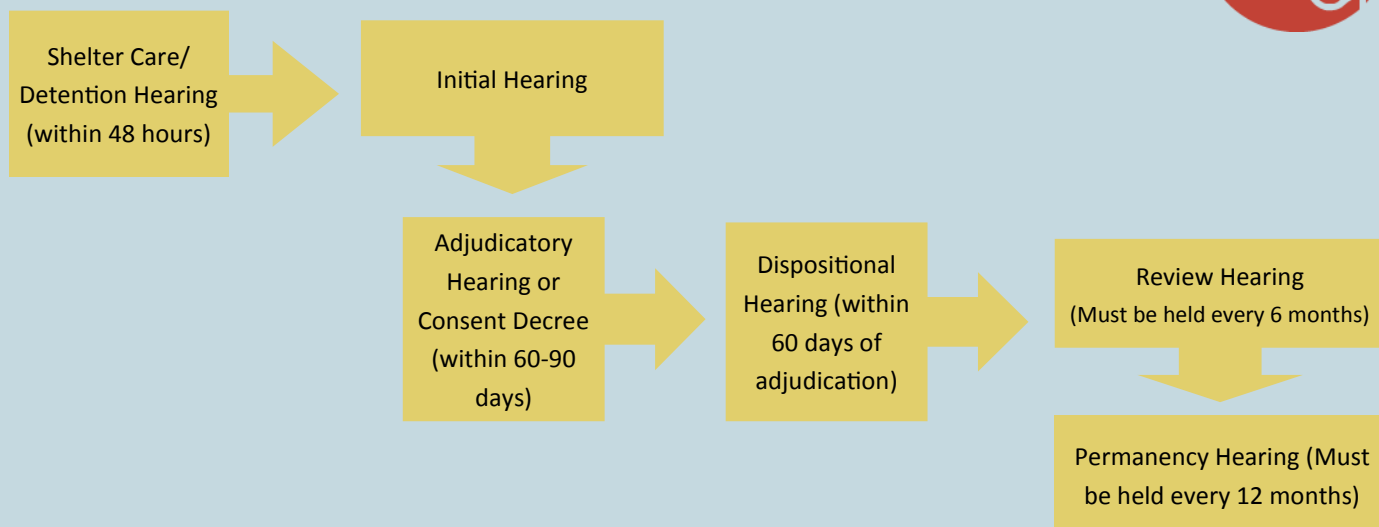 Shelter Care/
Detention Hearing
(within 48 hours)
Initial Hearing
Adjudicatory
Hearing or
Consent Decree
(within 60-90
days)
Dispositional
Hearing (within
60 days of
adjudication)
Review Hearing
(Must be held every 6 months)
Permanency Hearing (Must
be held every 12 months)